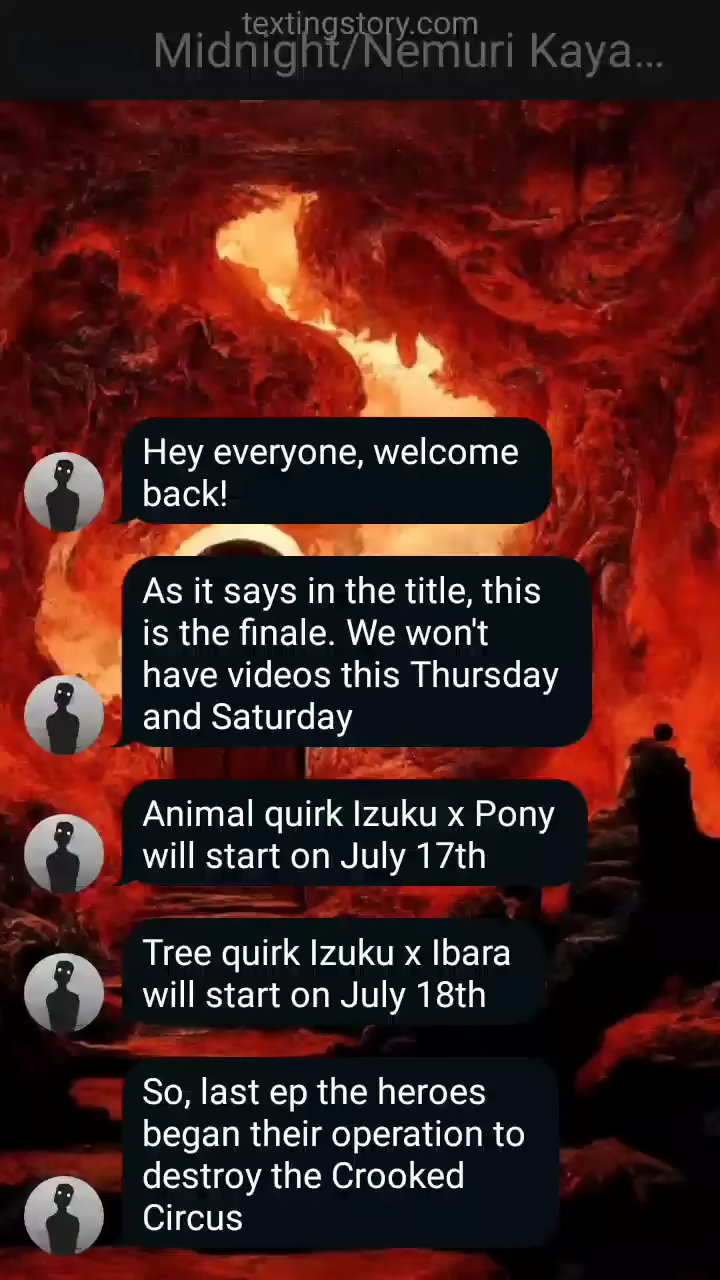 textingstory.com
Midnight/Nemuri Kaya...
Hey everyone, welcome
back!
As it says in the title, this
is the finale. We won't
have videos this Thursday
and Saturday
Animal quirk Izuku x Pony
will start on July 17th
Tree quirk Izuku x Ibara
will start on July 18th
So, last ep the heroes
began their operation to
destroy the Crooked
Circus